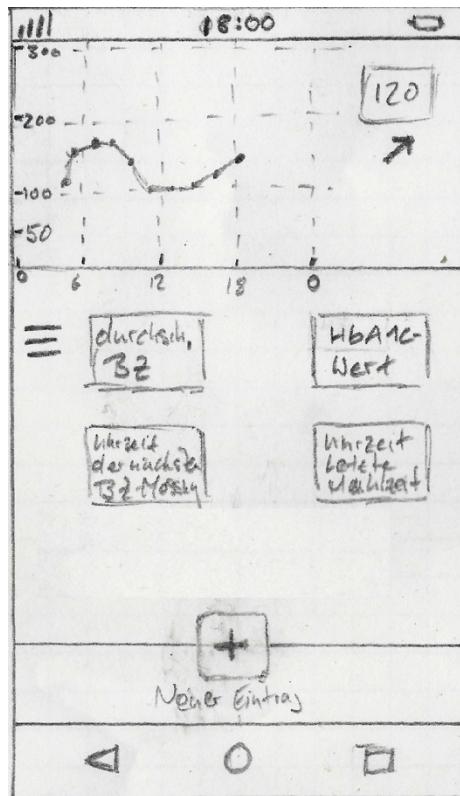 18:00
300
120
200
100
50
0 6 12 18 0
durchsch.
BZ
HbA1c-
Wert
Uhrzeit
der nächsten
BZ-Messung
Uhrzeit
Letzte
Mahlzeit
+
Neuer Eintrag